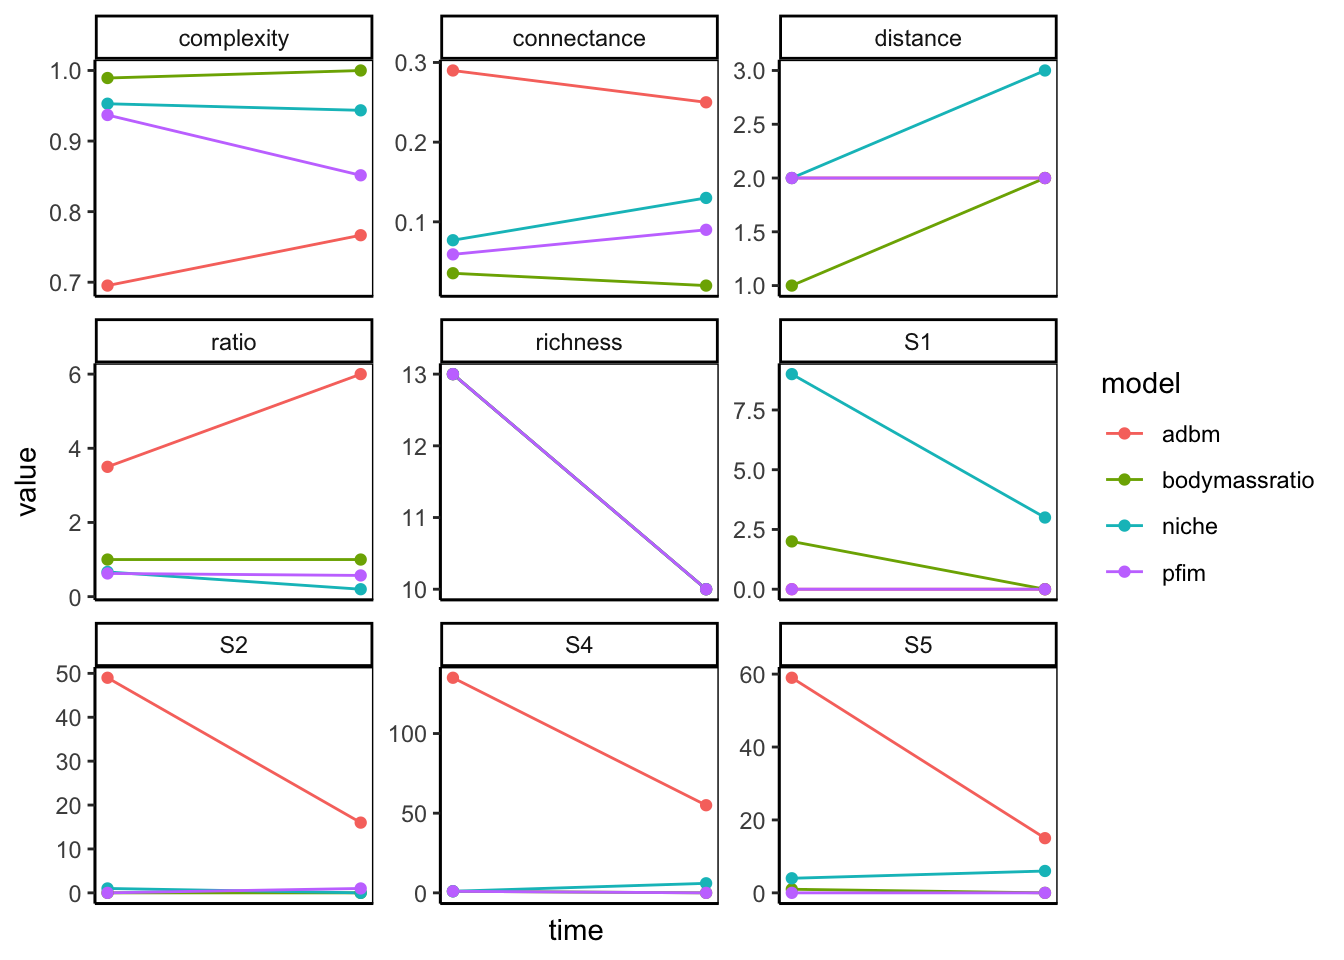 complexity
connectance
distance
1.0
0.9
0.8
0.7
0.3
0.2
0.1
3.0
2.5
2.0
1.5
1.0
ratio
richness
S1
6
4
2
0
13
12
11
10
7.5
5.0
2.5
0.0
S2
S4
S5
50
40
30
20
10
0
100
50
0
60
40
20
0
value
time
model
adbm
bodymassratio
niche
pfim